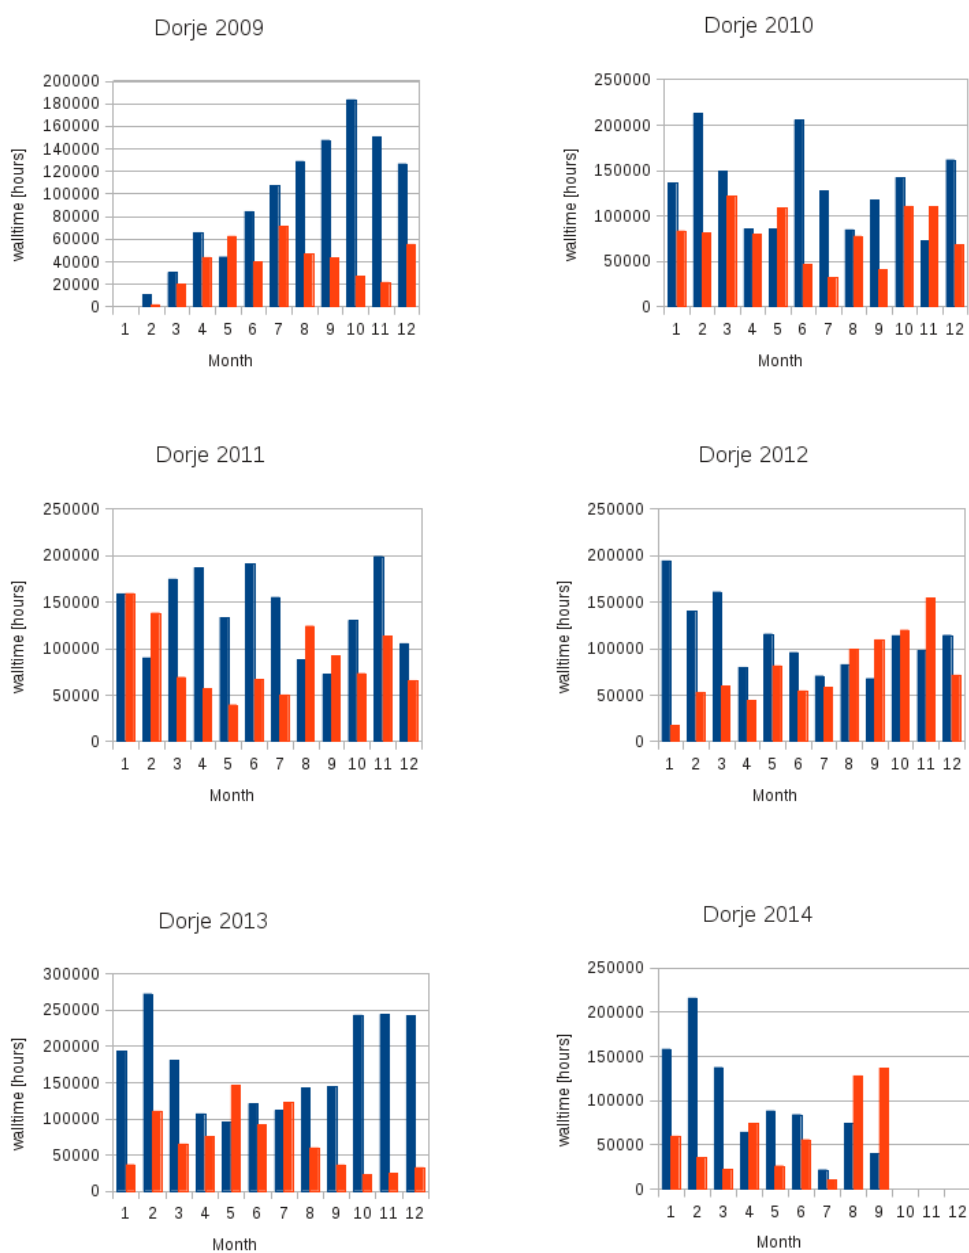 Dorje 2009
200000
180000
160000
140000
120000
100000
80000
60000
40000
20000
0
walltime [hours]
1 2 3 4 5 6 7 8 9 10 11 12
Month
Dorje 2010
250000
200000
150000
100000
50000
0
walltime [hours]
1 2 3 4 5 6 7 8 9 10 11 12
Month
Dorje 2011
250000
200000
150000
100000
50000
0
walltime [hours]
1 2 3 4 5 6 7 8 9 10 11 12
Month
Dorje 2012
250000
200000
150000
100000
50000
0
walltime [hours]
1 2 3 4 5 6 7 8 9 10 11 12
Month
Dorje 2013
300000
250000
200000
150000
100000
50000
0
walltime [hours]
1 2 3 4 5 6 7 8 9 10 11 12
Month
Dorje 2014
250000
200000
150000
100000
50000
0
walltime [hours]
1 2 3 4 5 6 7 8 9 10 11 12
Month